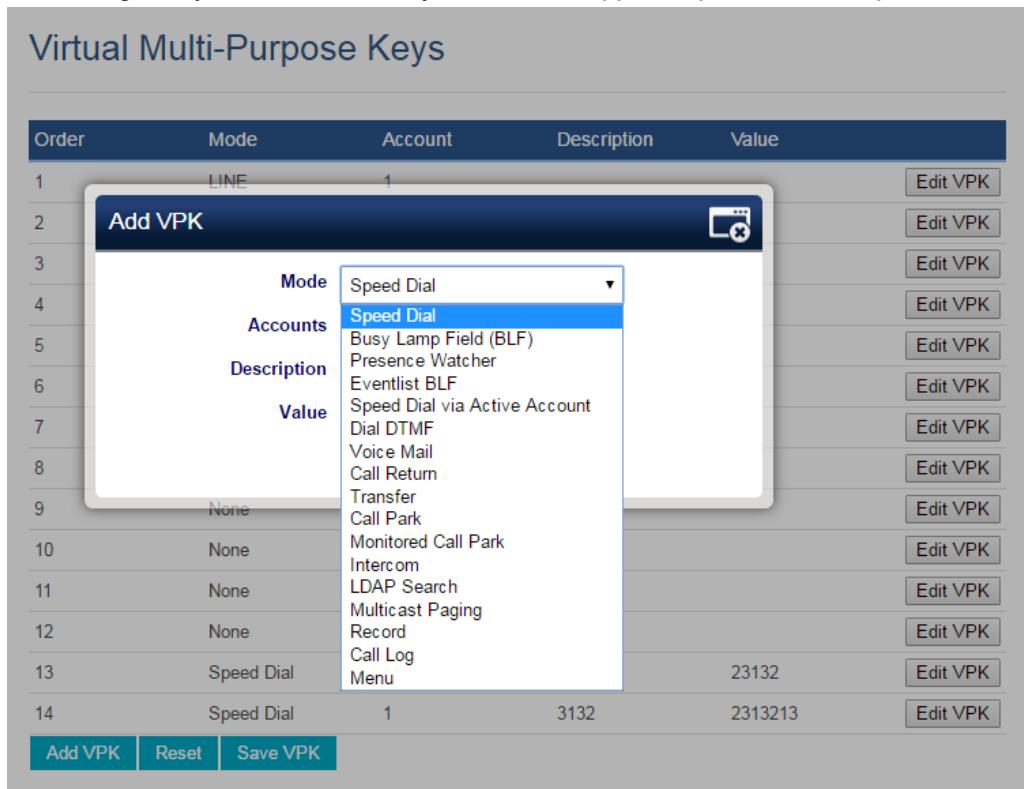 Virtual Multi-Purpose Keys
Order Mode Account Description Value
1 LINE 1 Edit VPK
2 Edit VPK
3 Edit VPK
4 Edit VPK
5 Edit VPK
6 Edit VPK
7 Edit VPK
8 Edit VPK
9 None Edit VPK
10 None Edit VPK
11 None Edit VPK
12 None Edit VPK
13 Speed Dial 23132 Edit VPK
14 Speed Dial 1 3132 2313213 Edit VPK
Add VPK Reset Save VPK
Add VPK
Mode Speed Dial
Accounts
Description
Value
Speed Dial
Busy Lamp Field (BLF)
Presence Watcher
Eventlist BLF
Speed Dial via Active Account
Dial DTMF
Voice Mail
Call Return
Transfer
Call Park
Monitored Call Park
Intercom
LDAP Search
Multicast Paging
Record
Call Log
Menu